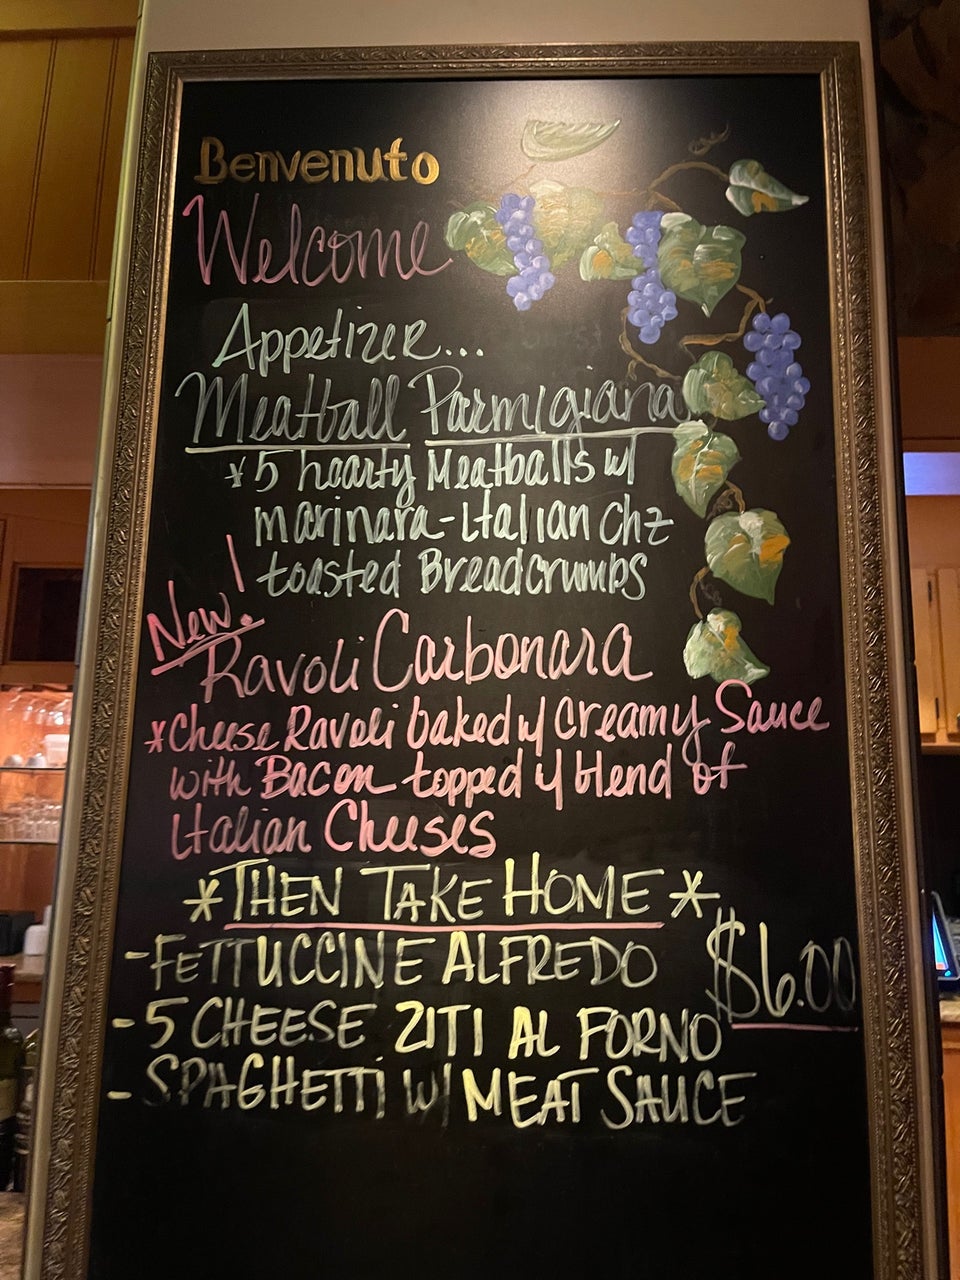 Benvenuto
Welcome
Appetizer...
Meatball Parmigiana
*5 hearty Meatballs w/
marinara-Italian Chz
toasted Breadcrumbs
New!
Ravoli Carbonara
*Cheese Ravoli baked w/ Creamy Sauce
with Bacon topped w/ blend of
Italian Cheeses
*THEN TAKE HOME*
-FETTUCCINE ALFREDO $6.00
-5 CHEESE ZITI AL FORNO
-SPAGHETTI W/ MEAT SAUCE